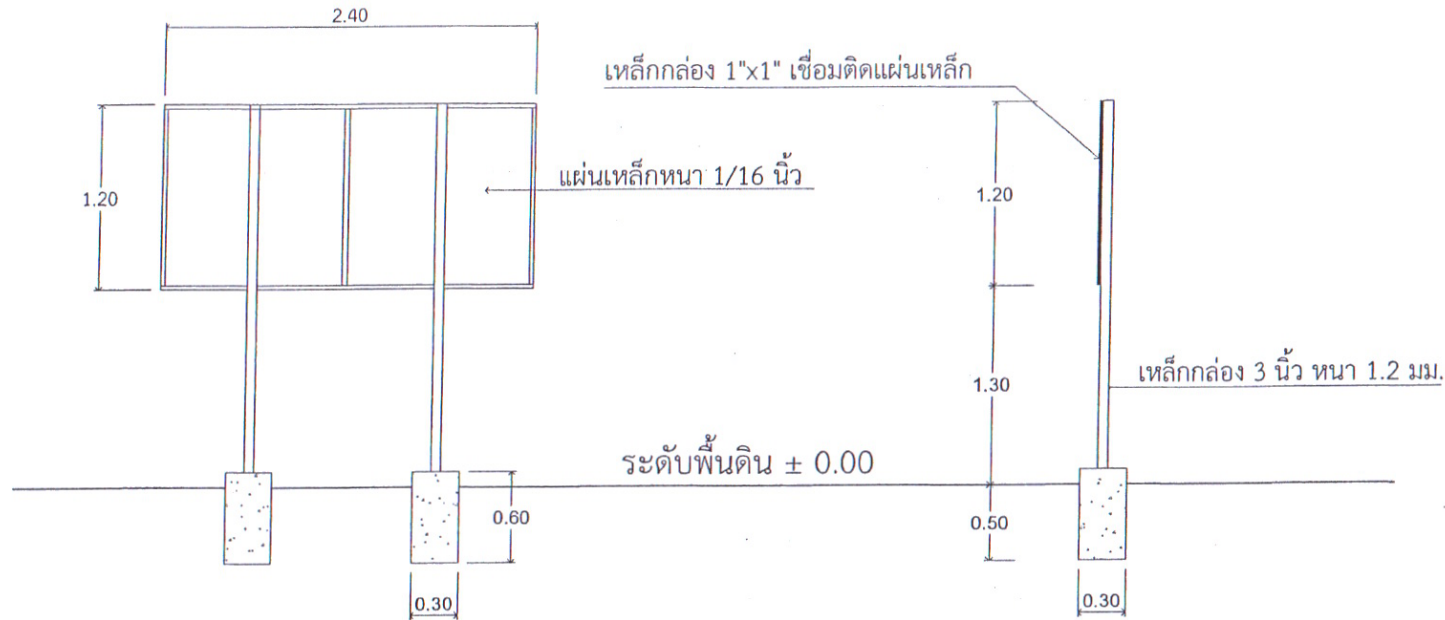 2.40
เหล็กกล่อง 1"x1" เชื่อมติดแผ่นเหล็ก
แผ่นเหล็กหนา 1/16 นิ้ว
1.20
1.20
1.30
เหล็กกล่อง 3 นิ้ว หนา 1.2 มม.
ระดับพื้นดิน ± 0.00
0.60
0.50
0.30
0.30